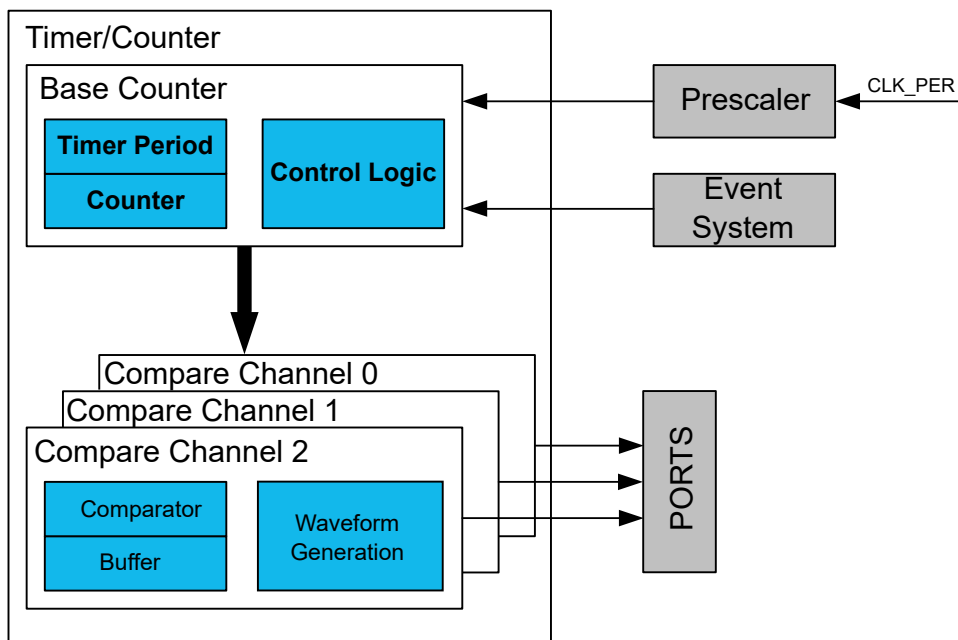 Timer/Counter
Base Counter
Timer Period
Counter
Control Logic
Prescaler
CLK_PER
Event
System
Compare Channel 0
Compare Channel 1
Compare Channel 2
Comparator
Buffer
Waveform
Generation
PORTS